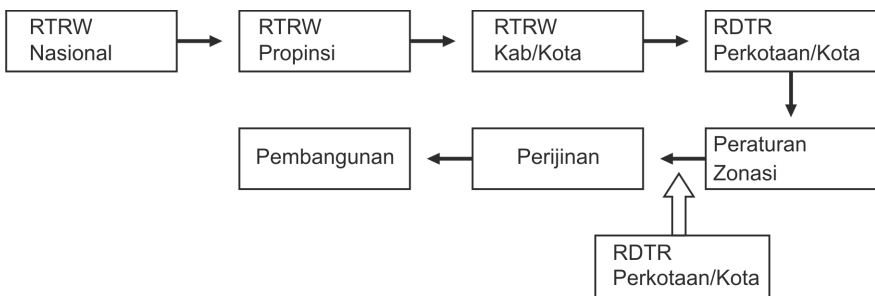 RTRW
Nasional
RTRW
Propinsi
RTRW
Kab/Kota
RDTR
Perkotaan/Kota
Pembangunan
Perijinan
Peraturan
Zonasi
RDTR
Perkotaan/Kota